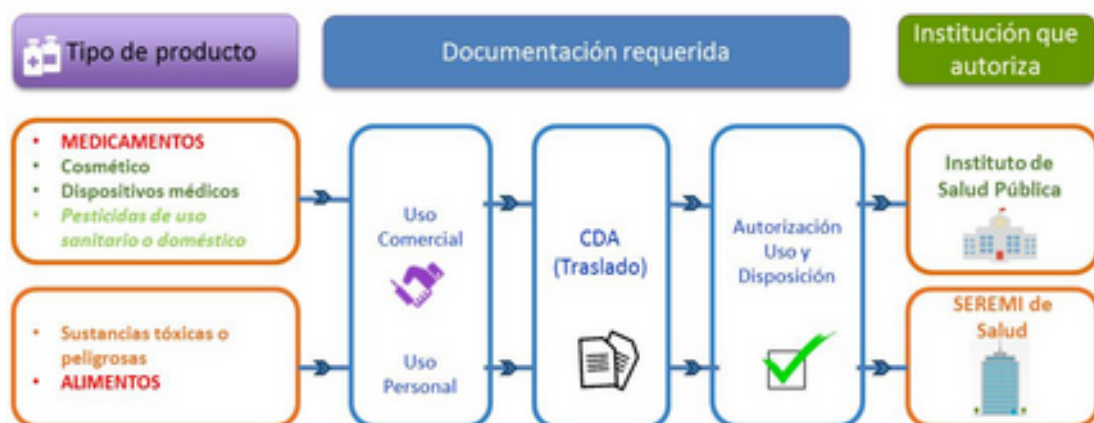 Tipo de producto
Documentación requerida
Institución que
autoriza
• MEDICAMENTOS
• Cosmético
• Dispositivos médicos
• Pesticidas de uso
sanitario o doméstico
• Sustancias tóxicas o
peligrosas
• ALIMENTOS
Uso
Comercial
Uso
Personal
CDA
(Traslado)
Autorización
Uso y
Disposición
Instituto de
Salud Pública
SEREMI de
Salud